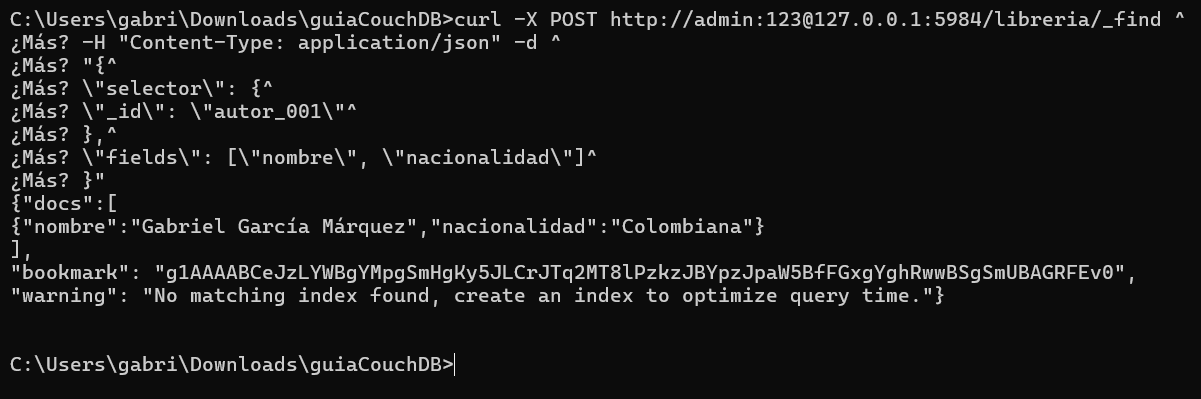 C:\Users\gabri\Downloads\guiaCouchDB>curl -X POST http://admin:123@127.0.0.1:5984/libreria/_find ^
¿Más? -H "Content-Type: application/json" -d ^
¿Más? "{^
¿Más? \"selector\": {^
¿Más? \"_id\": \"autor_001\"^
¿Más? },^
¿Más? \"fields\": [\"nombre\", \"nacionalidad\"]^
¿Más? }"
{"docs":[
{"nombre":"Gabriel García Márquez","nacionalidad":"Colombiana"}
],
"bookmark": "g1AAAABCeJzLYWBgYMpgSmHgKy5JLCrJTq2MT8lPzkzJBYpzJpaW5BfFGxgYghRwwBSgSmUBAGRFEv0",
"warning": "No matching index found, create an index to optimize query time."}
C:\Users\gabri\Downloads\guiaCouchDB>